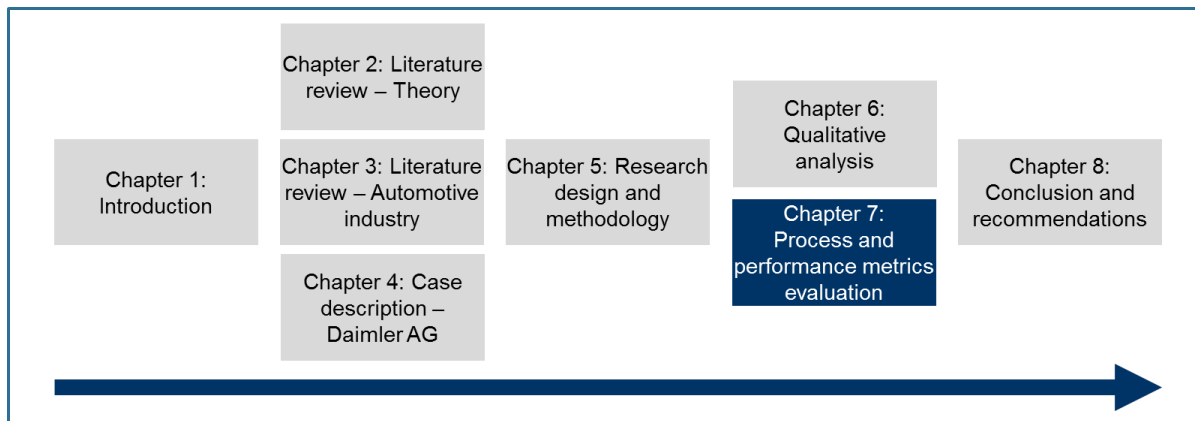 Chapter 1:
Introduction
Chapter 2: Literature
review – Theory
Chapter 3: Literature
review – Automotive
industry
Chapter 4: Case
description –
Daimler AG
Chapter 5: Research
design and
methodology
Chapter 6:
Qualitative
analysis
Chapter 7:
Process and
performance metrics
evaluation
Chapter 8:
Conclusion and
recommendations